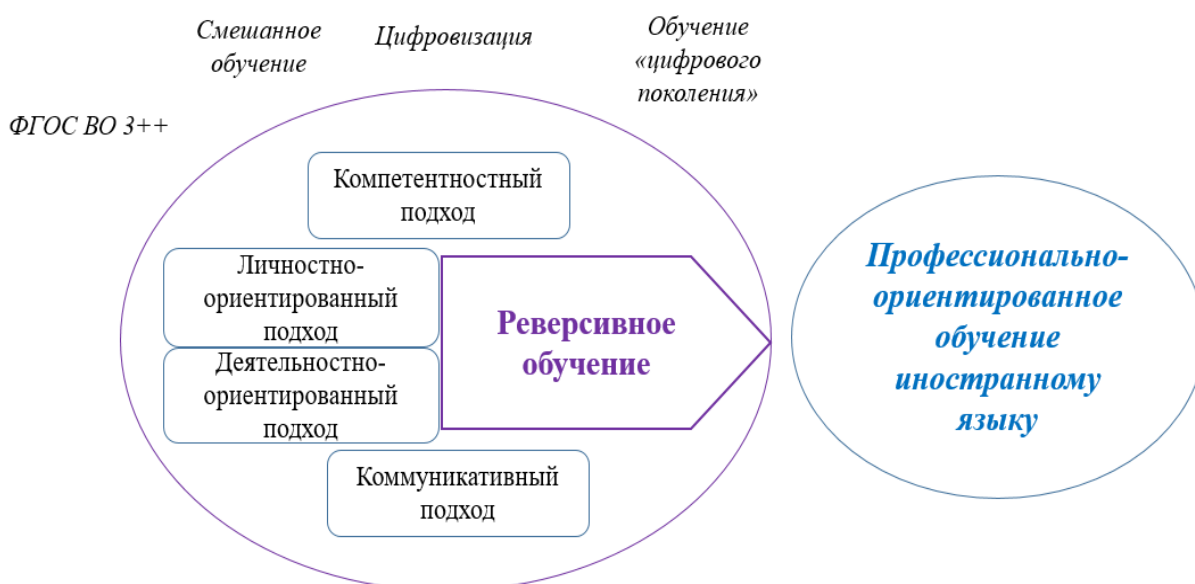 Смешанное
обучение
Цифровизация
Обучение
«цифрового
поколения»
ФГОС ВО 3++
Компетентностный
подход
Личностно-
ориентированный
подход
Деятельностно-
ориентированный
подход
Коммуникативный
подход
Реверсивное
обучение
Профессионально-
ориентированное
обучение
иностранному
языку